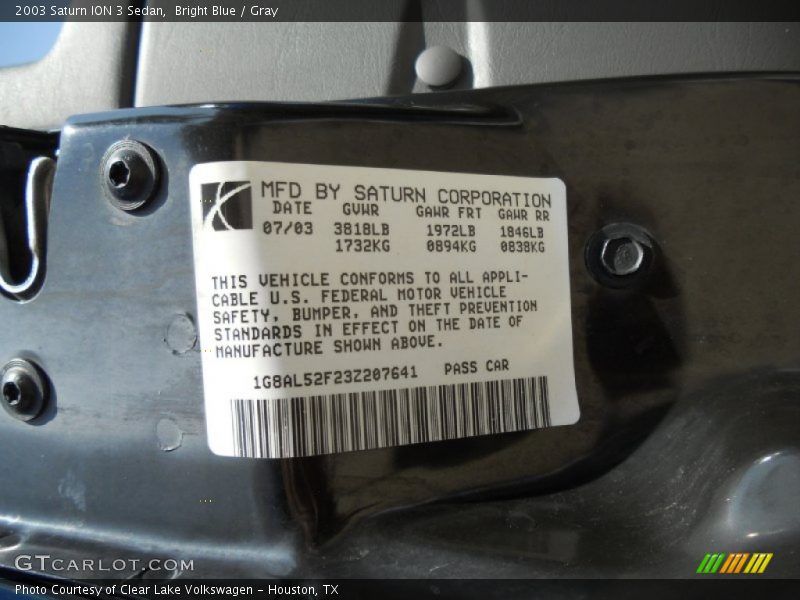 2003 Saturn ION 3 Sedan,  Bright Blue / Gray
MFD BY SATURN CORPORATION
DATE GVWR GAWR FRT GAWR RR
07/03 3818LB 1972LB 1846LB
1732KG 0894KG 0838KG
THIS VEHICLE CONFORMS TO ALL APPLI-
CABLE U.S. FEDERAL MOTOR VEHICLE
SAFETY, BUMPER, AND THEFT PREVENTION
STANDARDS IN EFFECT ON THE DATE OF
MANUFACTURE SHOWN ABOVE.
1G8AL52F23Z207641 PASS CAR
GTCARLOT.COM
Photo Courtesy of Clear Lake Volkswagen – Houston, TX